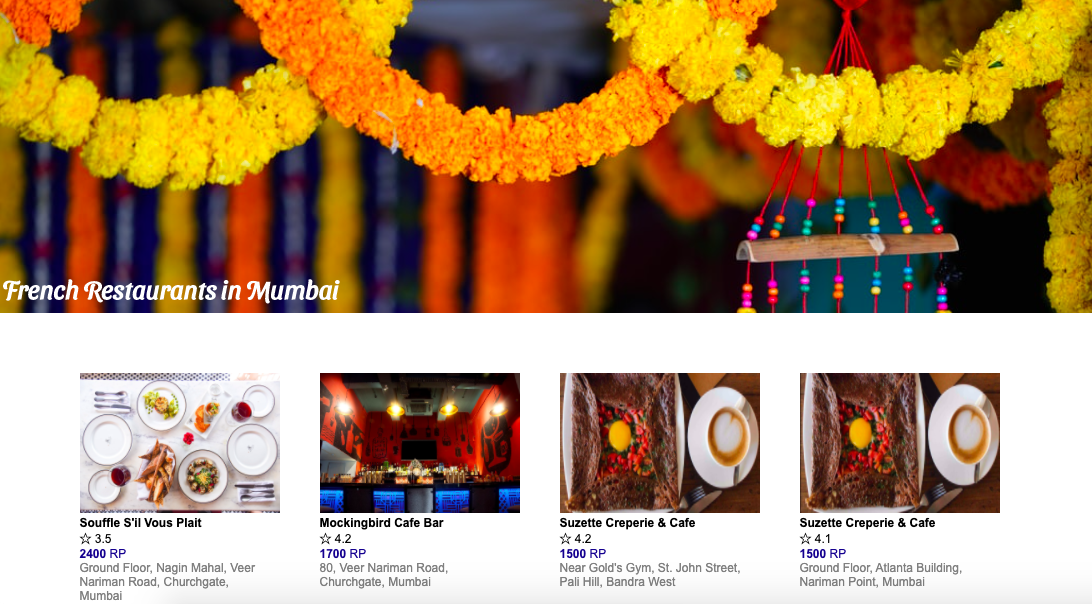 French Restaurants in Mumbai
Souffle S'il Vous Plait
☆ 3.5
2400 RP
Ground Floor, Nagin Mahal, Veer
Nariman Road, Churchgate,
Mumbai
Mockingbird Cafe Bar
☆ 4.2
1700 RP
80, Veer Nariman Road,
Churchgate, Mumbai
Suzette Creperie & Cafe
☆ 4.2
1500 RP
Near Gold's Gym, St. John Street,
Pali Hill, Bandra West
Suzette Creperie & Cafe
☆ 4.1
1500 RP
Ground Floor, Atlanta Building,
Nariman Point, Mumbai